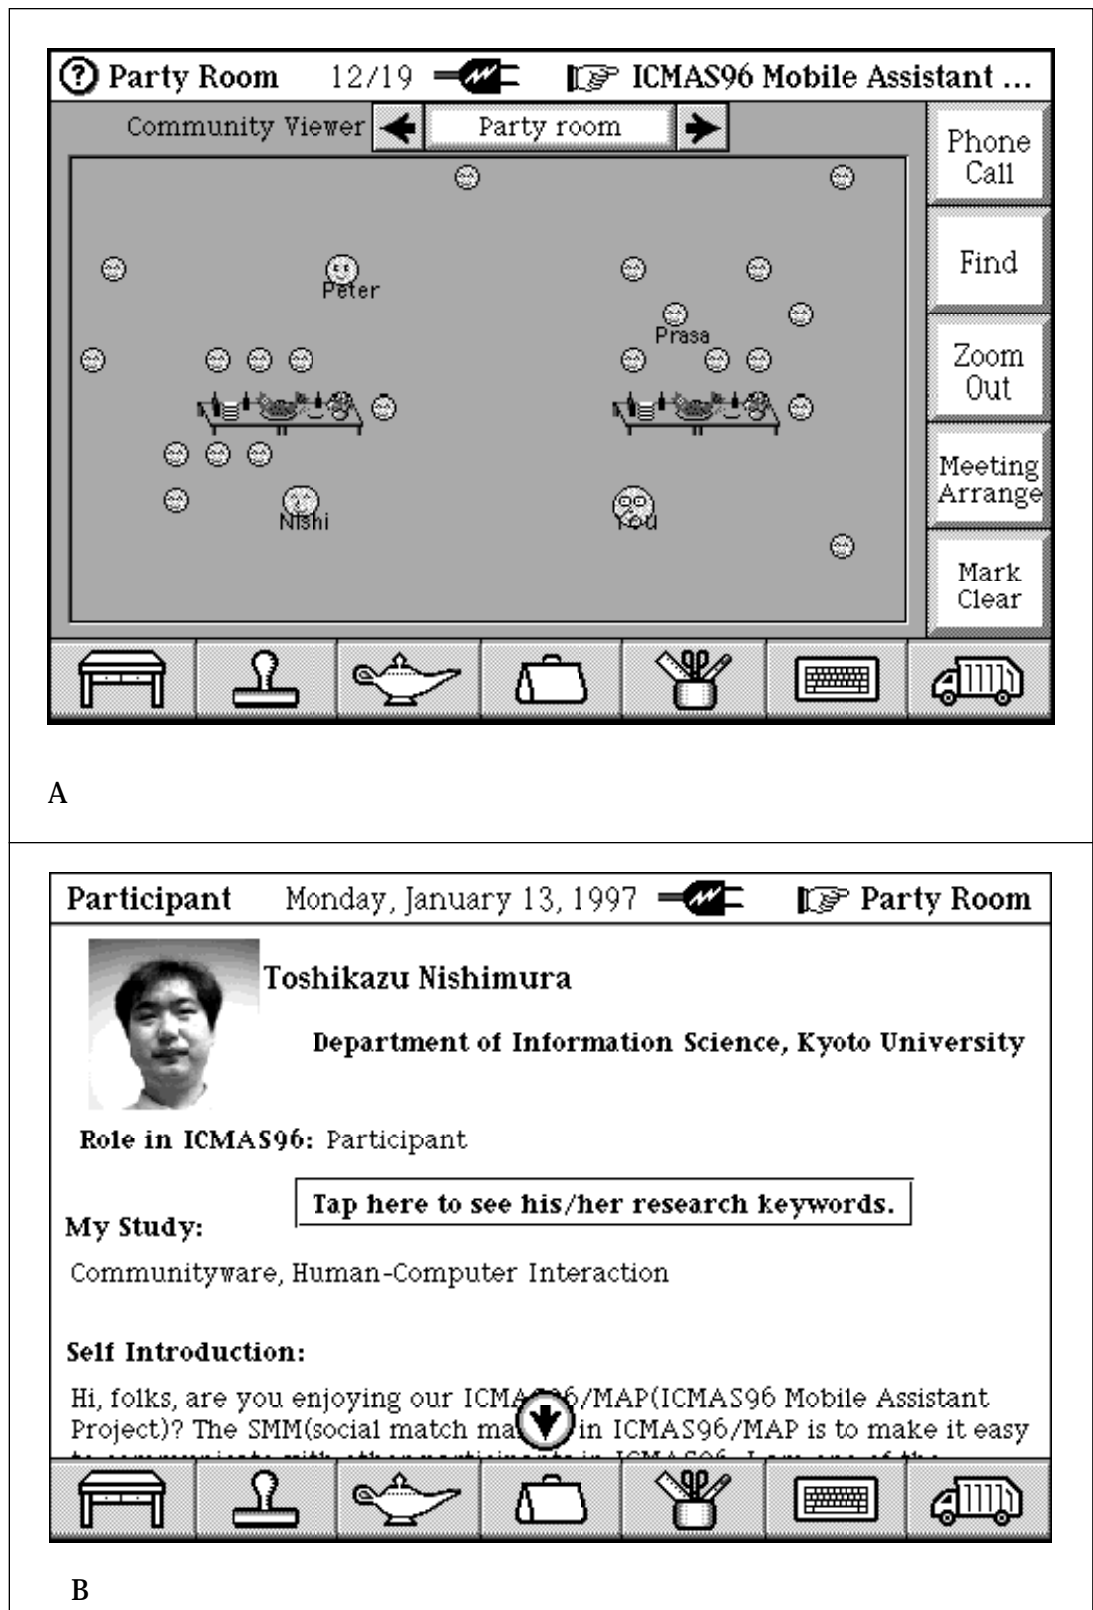 Party Room 12/19 ICMAS96 Mobile Assistant ...
Community Viewer Party room
Phone
Call
Find
Zoom
Out
Meeting
Arrange
Mark
Clear
Peter
Prasa
Nishi
You
A
Participant Monday, January 13, 1997 Party Room
Toshikazu Nishimura
Department of Information Science, Kyoto University
Role in ICMAS96: Participant
Tap here to see his/her research keywords.
My Study:
Communityware, Human-Computer Interaction
Self Introduction:
Hi, folks, are you enjoying our ICMAS96/MAP(ICMAS96 Mobile Assistant
Project)? The SMM(social match in ICMAS96/MAP is to make it easy
B